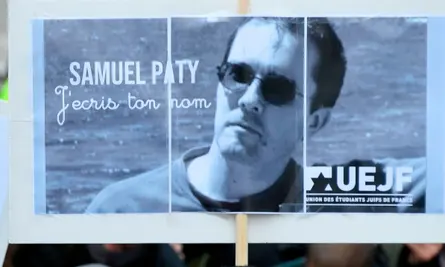 SAMUEL PATY
J'ecris ton nom
UEJF
UNION DES ÉTUDIANTS JUIFS DE FRANCE